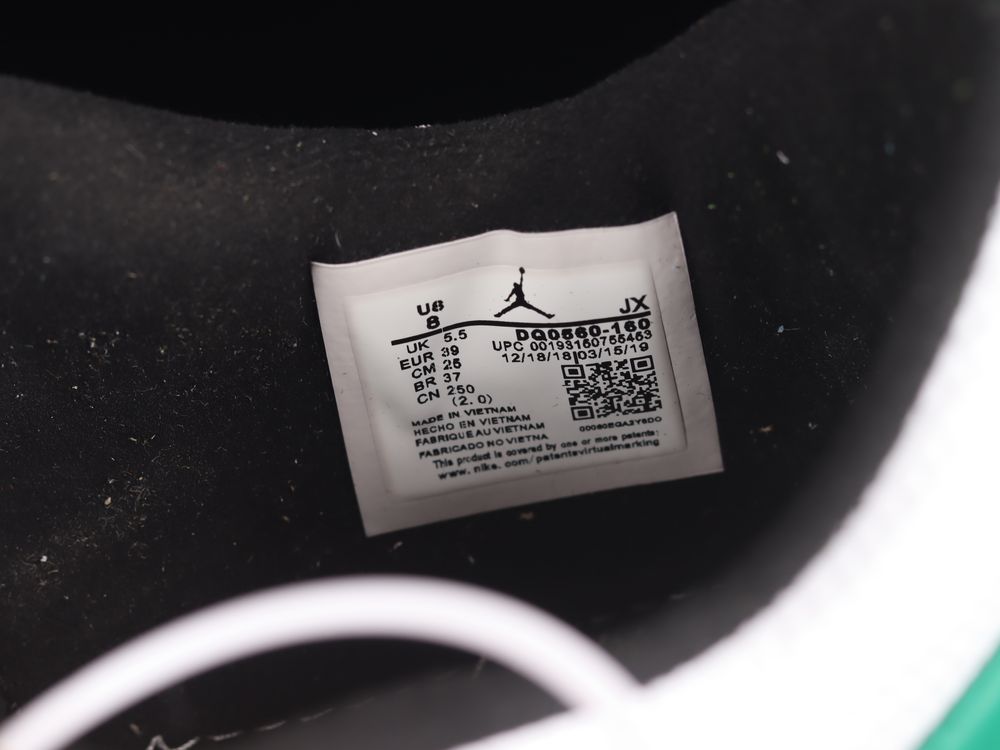 US
8
JX
DQ0560-160
UPC 00193150755453
12/18/18 03/15/19
UK 5.5
EUR 39
CM 25
BR 37
CN 250
(2.0)
MADE IN VIETNAM
HECHO EN VIETNAM
FABRIQUE AU VIETNAM
FABRICADO NO VIETNA
This product is covered by one or more patents:
www.nike.com/patentsvirtualmarking